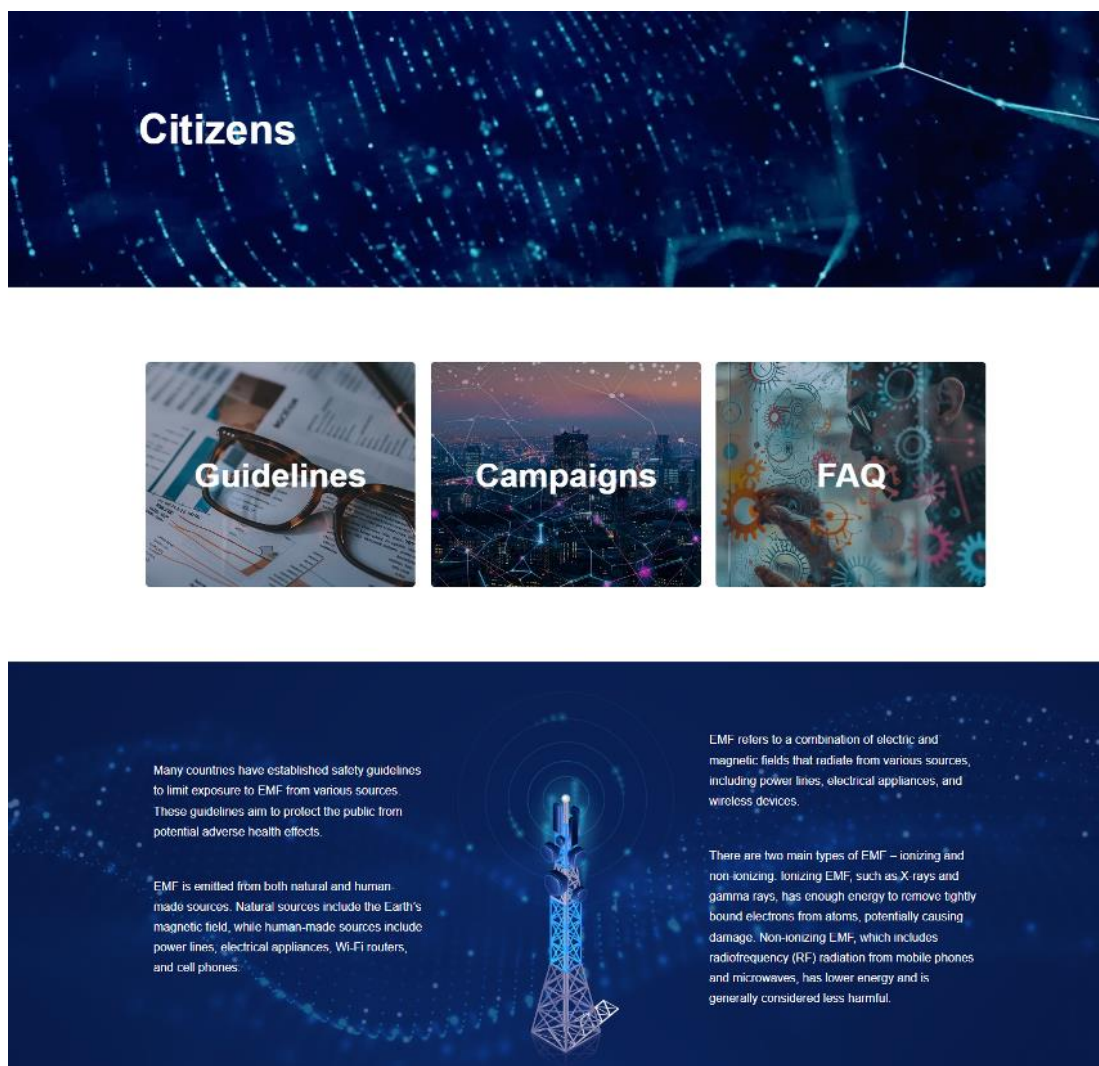 Citizens
Guidelines
Campaigns
FAQ
Many countries have established safety guidelines
to limit exposure to EMF from various sources.
These guidelines aim to protect the public from
potential adverse health effects.
EMF is emitted from both natural and human-
made sources. Natural sources include the Earth's
magnetic field, while human-made sources include
power lines, electrical appliances, Wi-Fi routers,
and cell phones.
EMF refers to a combination of electric and
magnetic fields that radiate from various sources,
including power lines, electrical appliances, and
wireless devices.
There are two main types of EMF – ionizing and
non-ionizing. Ionizing EMF, such as X-rays and
gamma rays, has enough energy to remove tightly
bound electrons from atoms, potentially causing
damage. Non-ionizing EMF, which includes
radiofrequency (RF) radiation from mobile phones
and microwaves, has lower energy and is
generally considered less harmful.